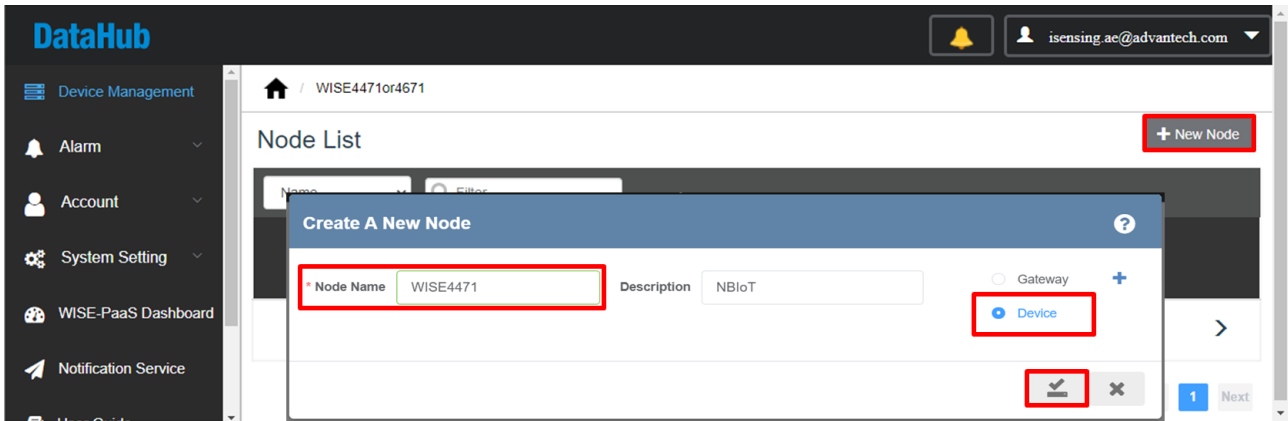 DataHub
isensing.ae@advantech.com
Device Management
/ WISE4471or4671
Alarm
Node List
+ New Node
Account
Name
Filter
Create A New Node
?
System Setting
* Node Name
WISE4471
Description
NBIoT
Gateway
+
WISE-PaaS Dashboard
Device
Notification Service
1
Next